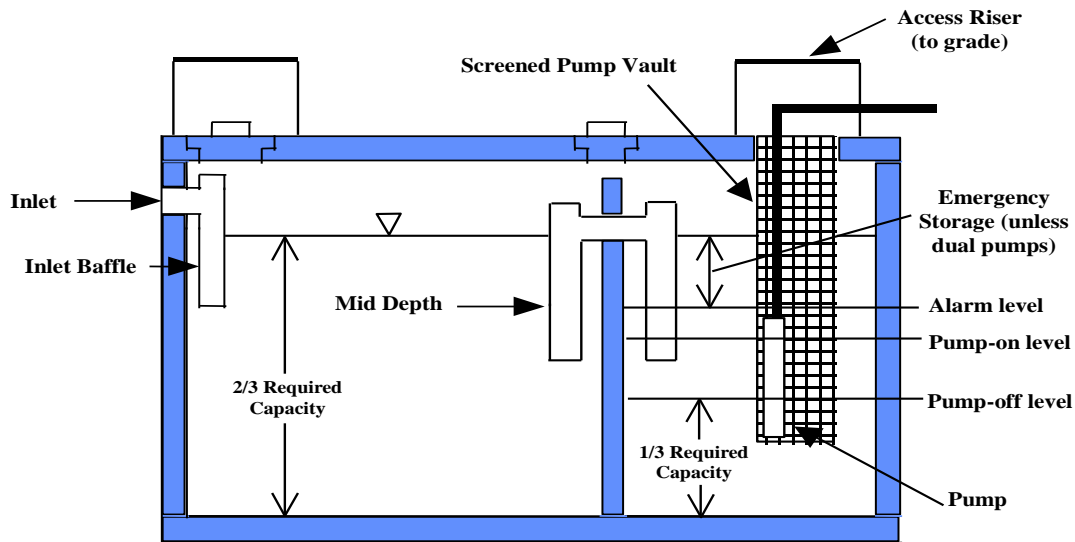 Access Riser
(to grade)
Screened Pump Vault
Inlet
Emergency
Storage (unless
dual pumps)
Inlet Baffle
Mid Depth
Alarm level
Pump-on level
2/3 Required
Capacity
Pump-off level
1/3 Required
Capacity
Pump